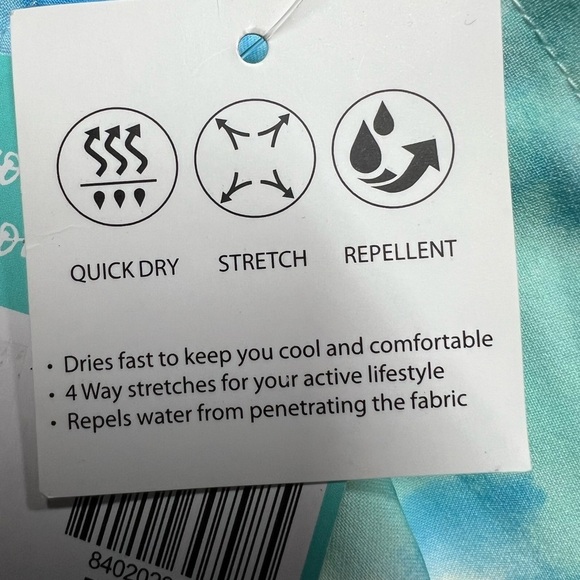 QUICK DRY STRETCH REPELLENT
• Dries fast to keep you cool and comfortable
• 4 Way stretches for your active lifestyle
• Repels water from penetrating the fabric